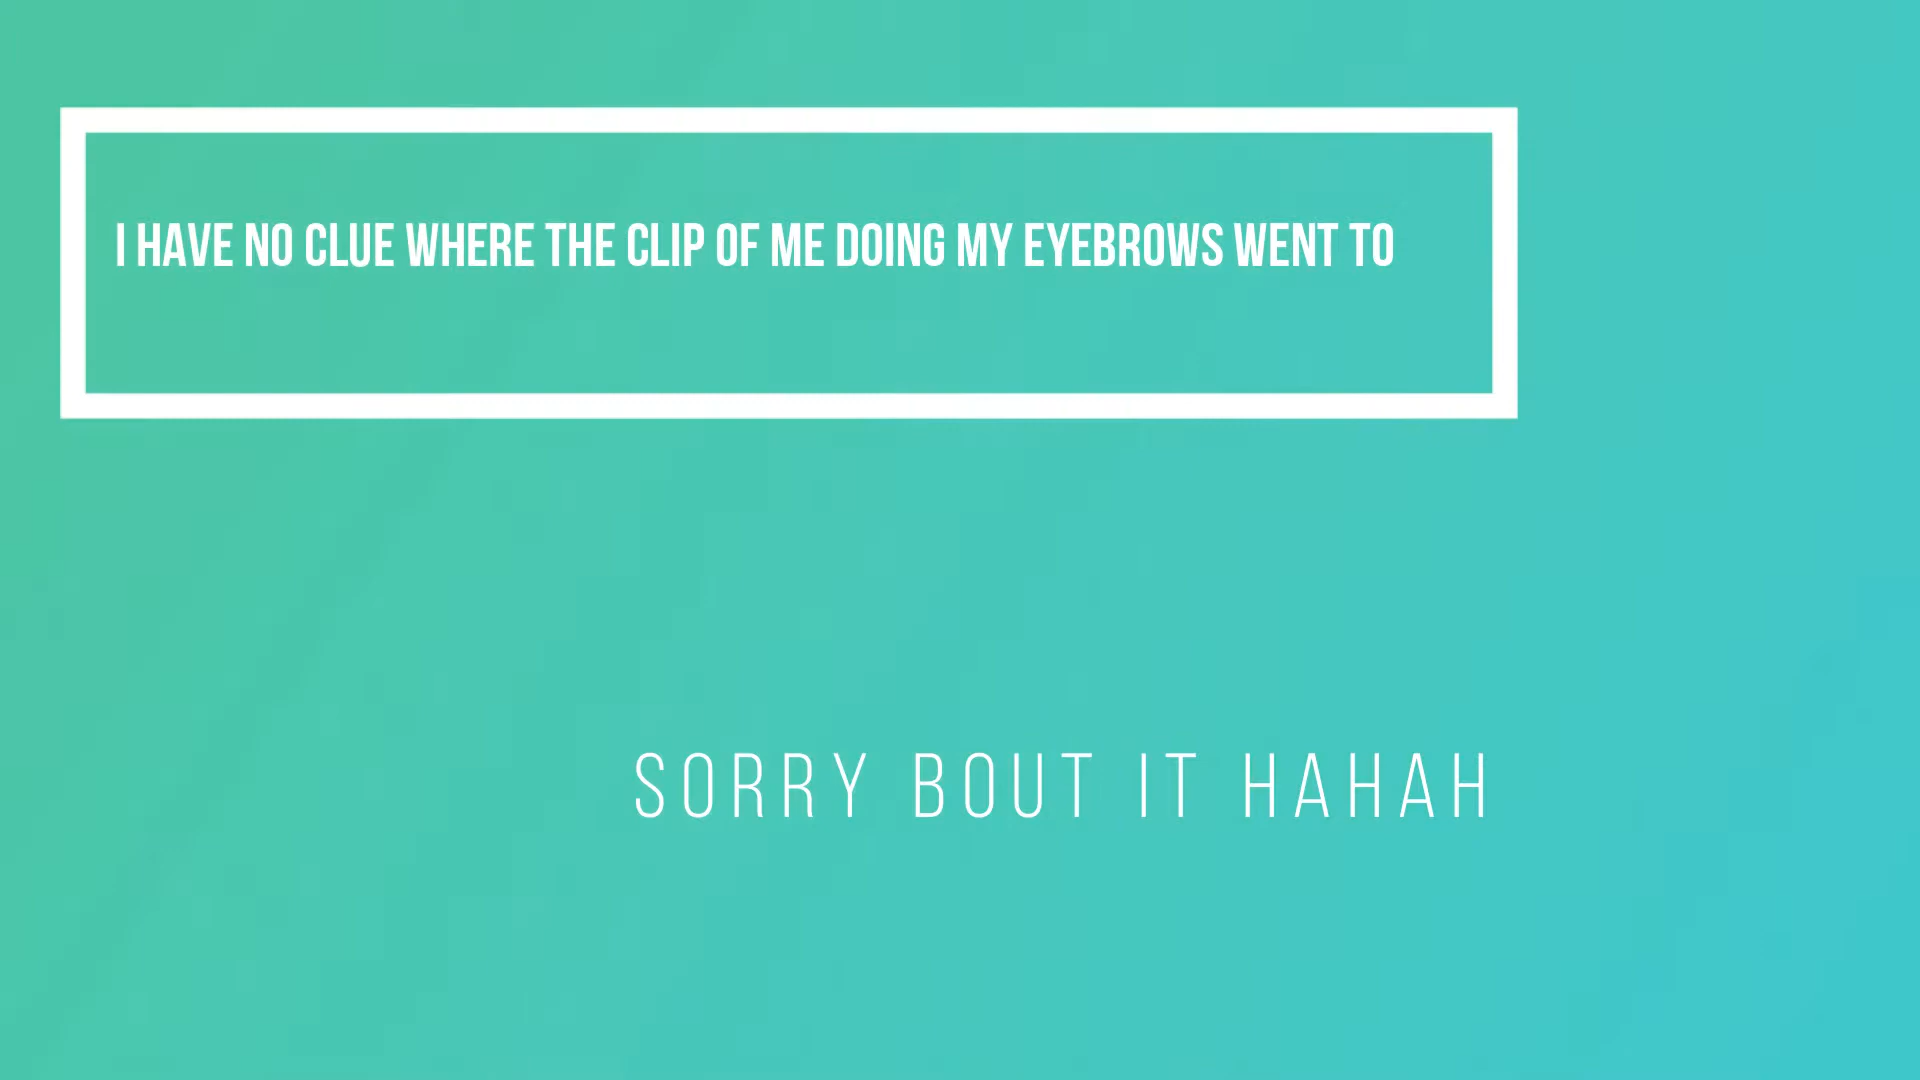 I HAVE NO CLUE WHERE THE CLIP OF ME DOING MY EYEBROWS WENT TO
SORRY BOUT IT HAHAH